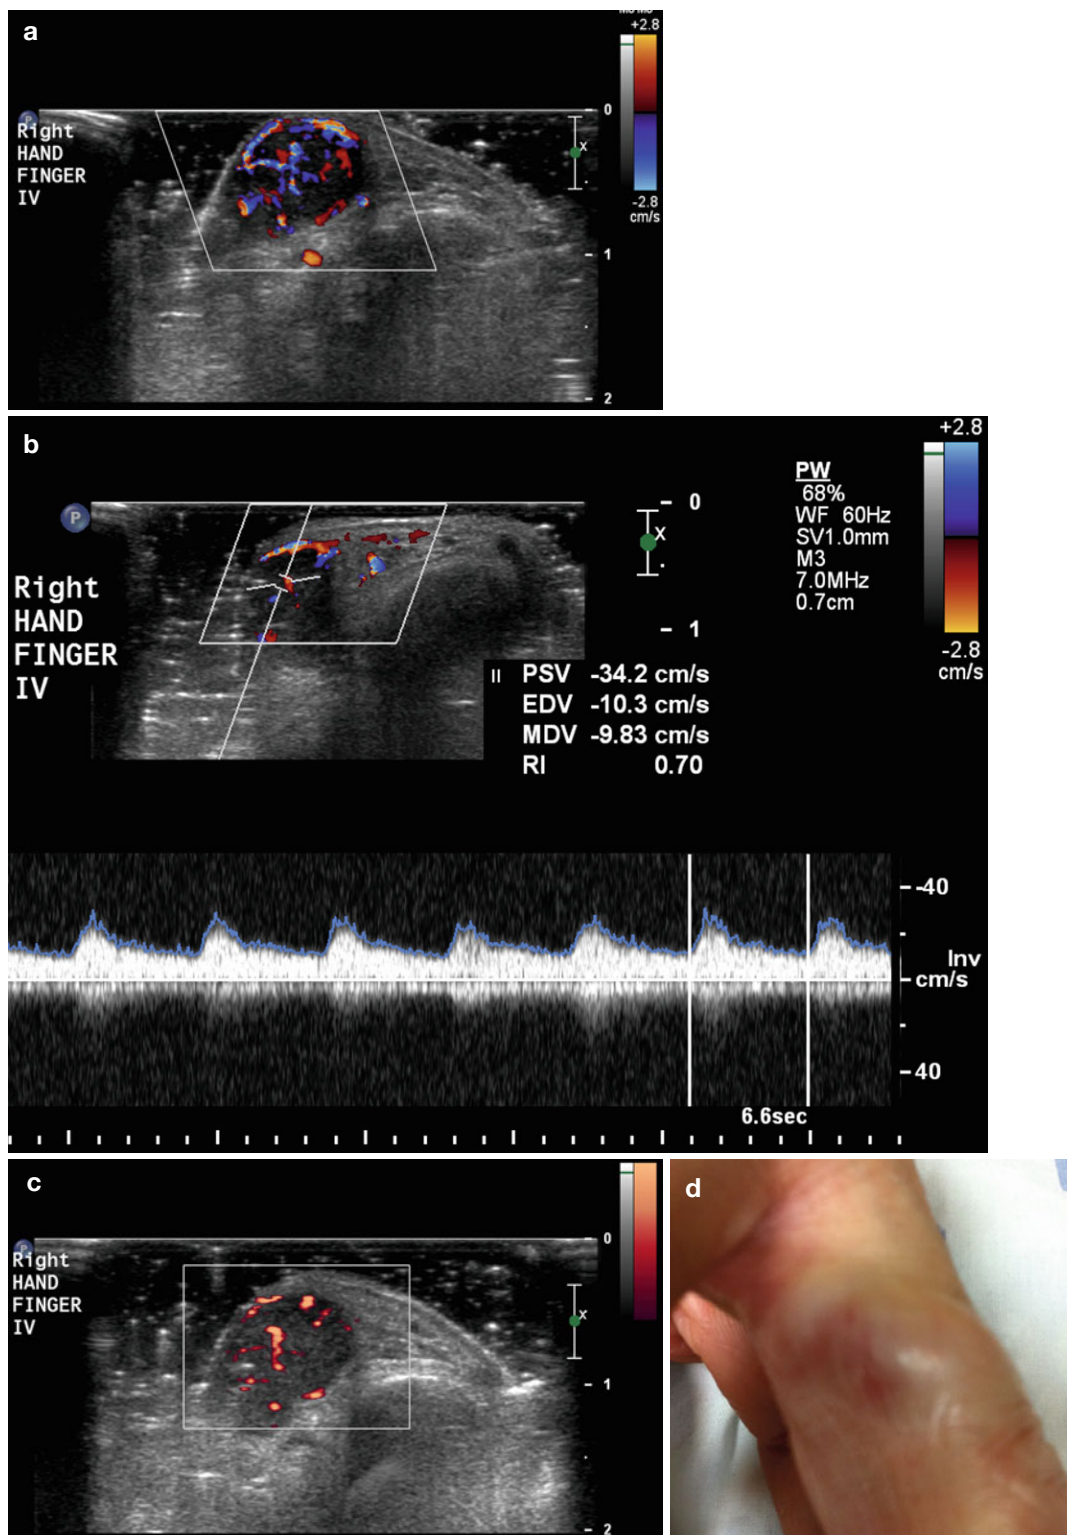 a
+2.8
P
0
Right
HAND
FINGER
IV
x
-2.8
cm/s
1
2
b
+2.8
PW
68%
WF 60Hz
SV1.0mm
M3
7.0MHz
0.7cm
P
0
x
Right
HAND
FINGER
IV
1
-2.8
cm/s
PSV -34.2 cm/s
EDV -10.3 cm/s
MDV -9.83 cm/s
RI 0.70
-40
Inv
cm/s
40
6.6sec
c
P
0
Right
HAND
FINGER
IV
x
1
2
d